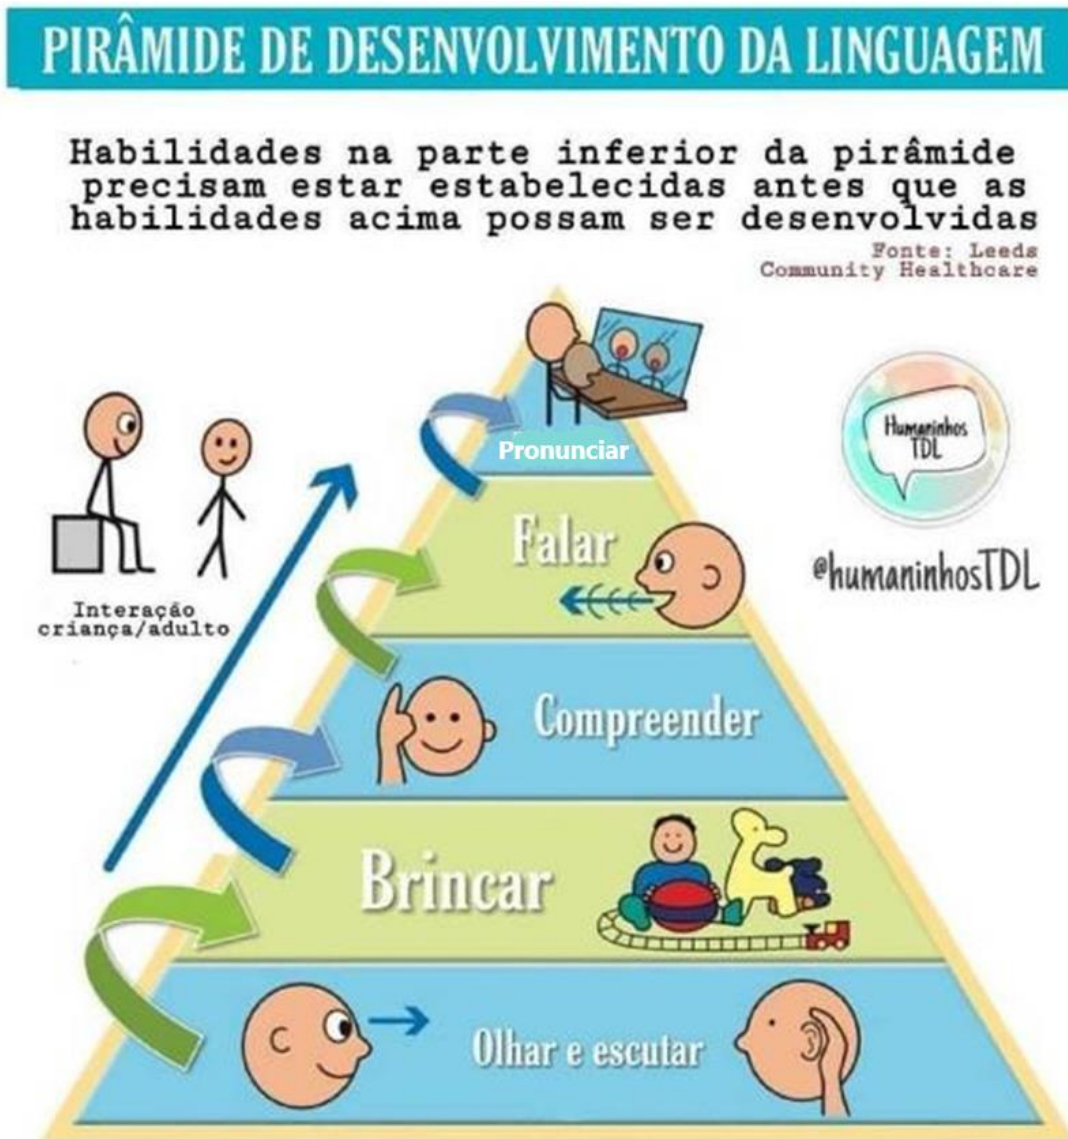 PIRÂMIDE DE DESENVOLVIMENTO DA LINGUAGEM
Habilidades na parte inferior da pirâmide
precisam estar estabelecidas antes que as
habilidades acima possam ser desenvolvidas
Fonte: Leeds
Community Healthcare
Humaninhos
TDL
@humaninhosTDL
Interação
criança/adulto
Pronunciar
Falar
Compreender
Brincar
Olhar e escutar